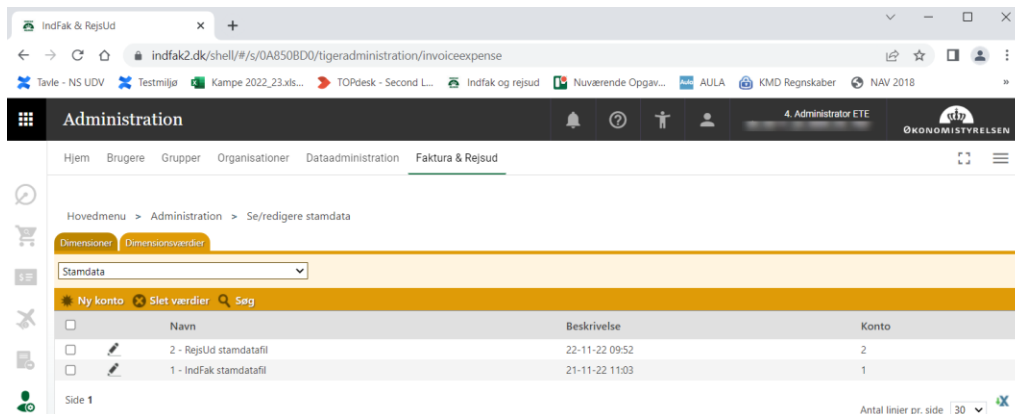 IndFak & RejsUd
indfak2.dk/shell/#/s/0A850BD0/tigeradministration/invoiceexpense
Tavle - NS UDV Testmiljø Kampe 2022_23.xls... TOPdesk - Second L... Indfak og rejsud Nuværende Opgav... Aula AULA KMD Regnskaber NAV 2018 »
Administration 4. Administrator ETE ØKONOMISTYRELSEN
Hjem Brugere Grupper Organisationer Dataadministration Faktura & Rejsud
Hovedmenu > Administration > Se/redigere stamdata
Dimensioner Dimensionsværdier
Stamdata
Ny konto Slet værdier Søg
Navn Beskrivelse Konto
2 - RejsUd stamdatafil 22-11-22 09:52 2
1 - IndFak stamdatafil 21-11-22 11:03 1
Side 1
Antal linier pr. side 30